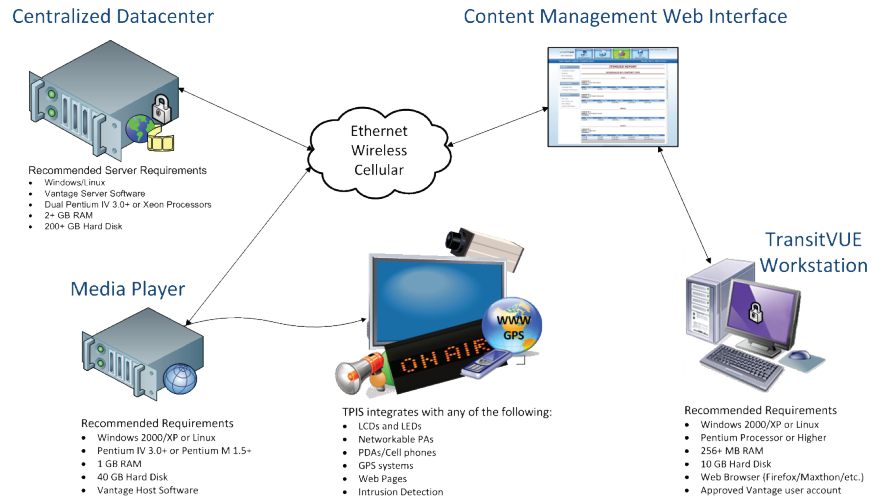 Centralized Datacenter
Content Management Web Interface
Ethernet
Wireless
Cellular
Recommended Server Requirements
• Windows/Linux
• Vantage Server Software
• Dual Pentium IV 3.0+ or Xeon Processors
• 2+ GB RAM
• 200+ GB Hard Disk
TransitVUE
Workstation
Media Player
WWW
GPS
ON AIR
Recommended Requirements
• Windows 2000/XP or Linux
• Pentium IV 3.0+ or Pentium M 1.5+
• 1 GB RAM
• 40 GB Hard Disk
• Vantage Host Software
TPIS integrates with any of the following:
• LCDs and LEDs
• Networkable PAs
• PDAs/Cell phones
• GPS systems
• Web Pages
• Intrusion Detection
Recommended Requirements
• Windows 2000/XP or Linux
• Pentium Processor or Higher
• 256+ MB RAM
• 10 GB Hard Disk
• Web Browser (Firefox/Maxthon/etc.)
• Approved Vantage user account